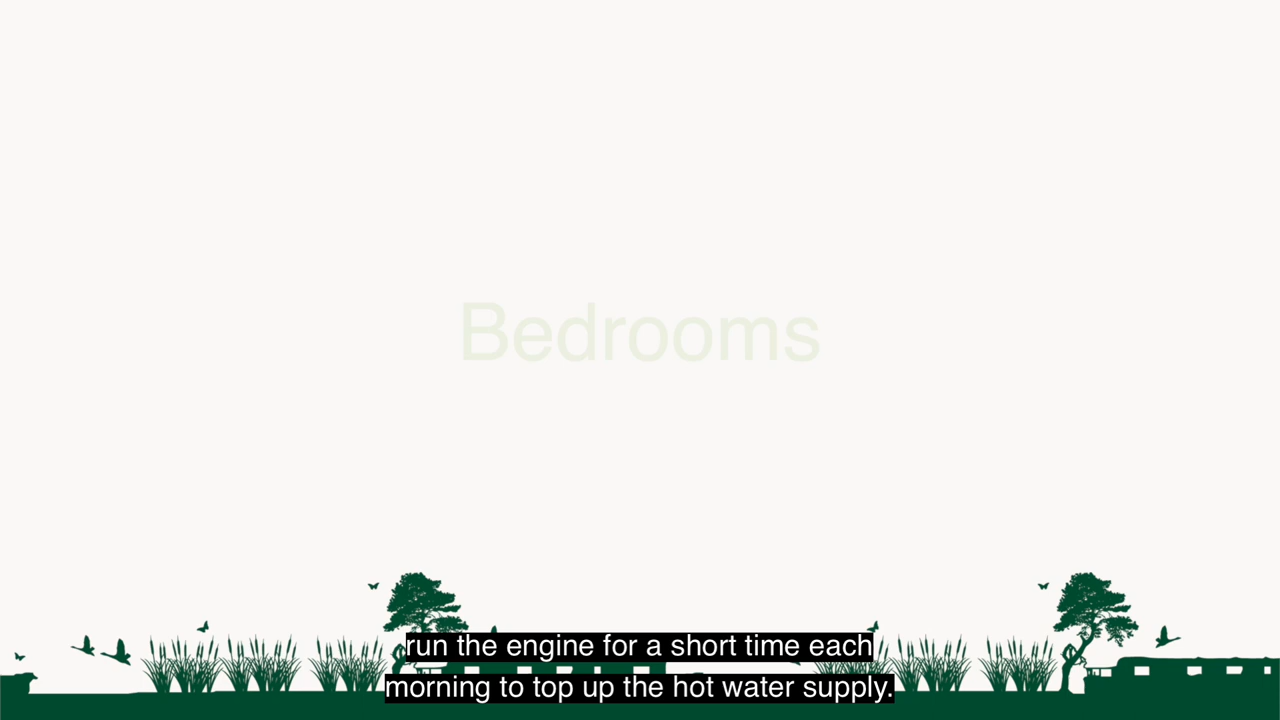 Bedrooms
run the engine for a short time each
morning to top up the hot water supply.